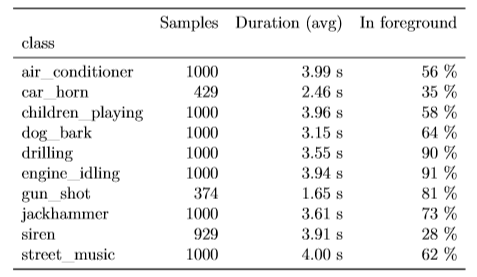 Samples Duration (avg) In foreground
class
air_conditioner 1000 3.99 s 56 %
car_horn 429 2.46 s 35 %
children_playing 1000 3.96 s 58 %
dog_bark 1000 3.15 s 64 %
drilling 1000 3.55 s 90 %
engine_idling 1000 3.94 s 91 %
gun_shot 374 1.65 s 81 %
jackhammer 1000 3.61 s 73 %
siren 929 3.91 s 28 %
street_music 1000 4.00 s 62 %